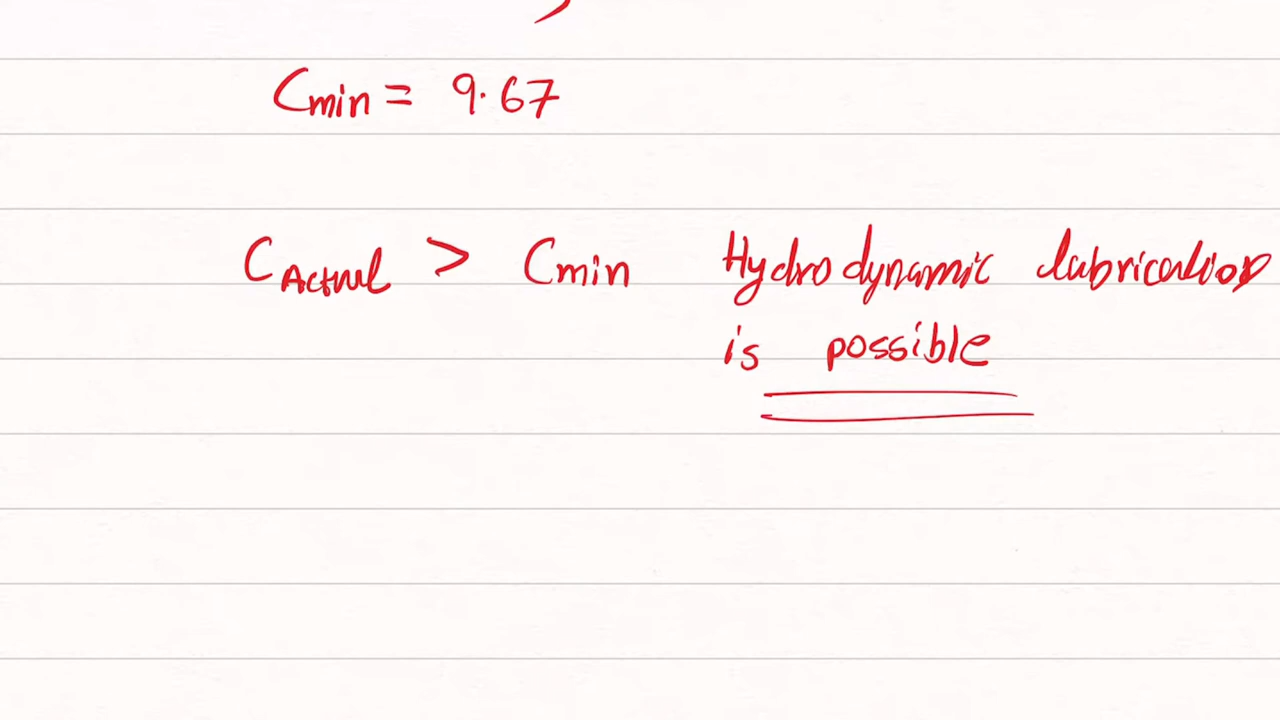 Cmin = 9.67
CActual > Cmin Hydrodynamic lubrication
is possible